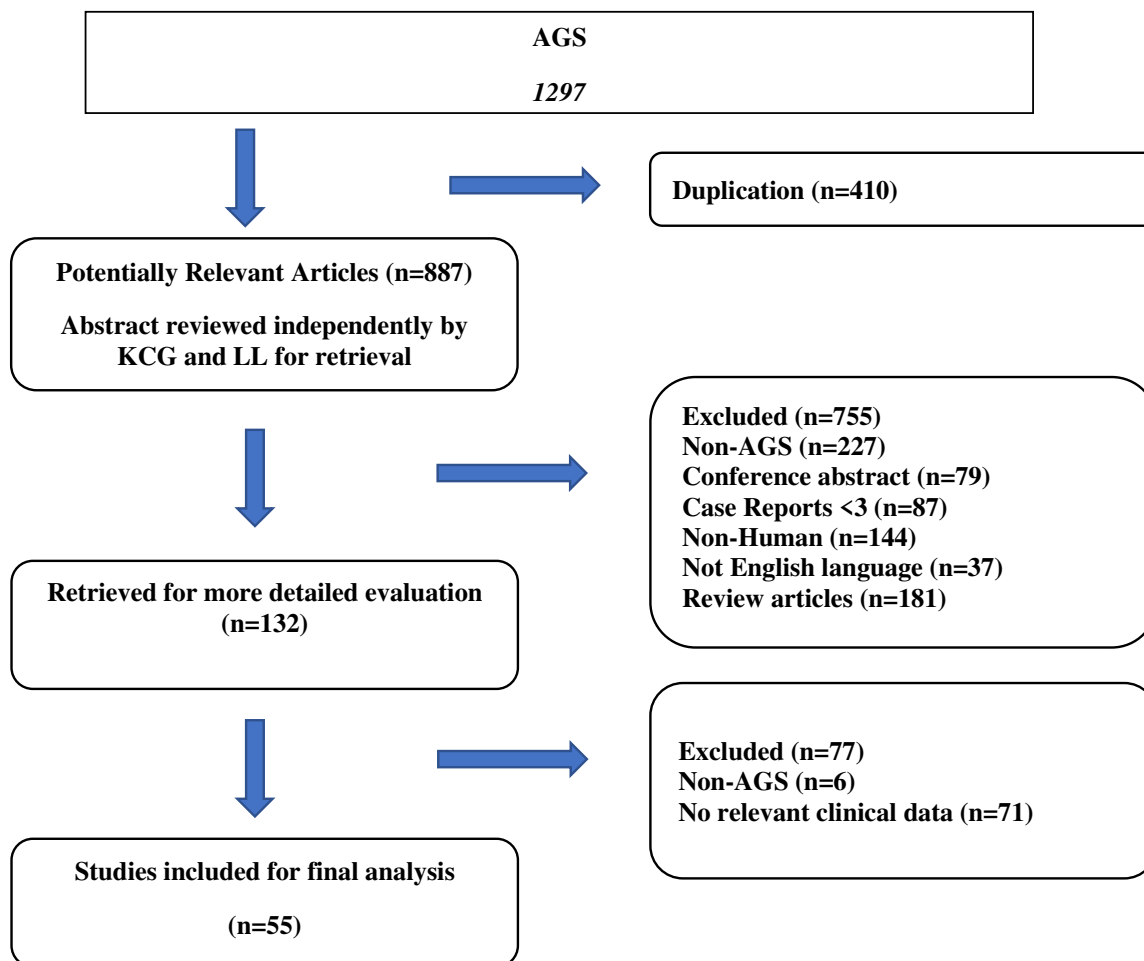 AGS
1297
Duplication (n=410)
Potentially Relevant Articles (n=887)
Abstract reviewed independently by
KCG and LL for retrieval
Excluded (n=755)
Non-AGS (n=227)
Conference abstract (n=79)
Case Reports <3 (n=87)
Non-Human (n=144)
Not English language (n=37)
Review articles (n=181)
Retrieved for more detailed evaluation
(n=132)
Excluded (n=77)
Non-AGS (n=6)
No relevant clinical data (n=71)
Studies included for final analysis
(n=55)